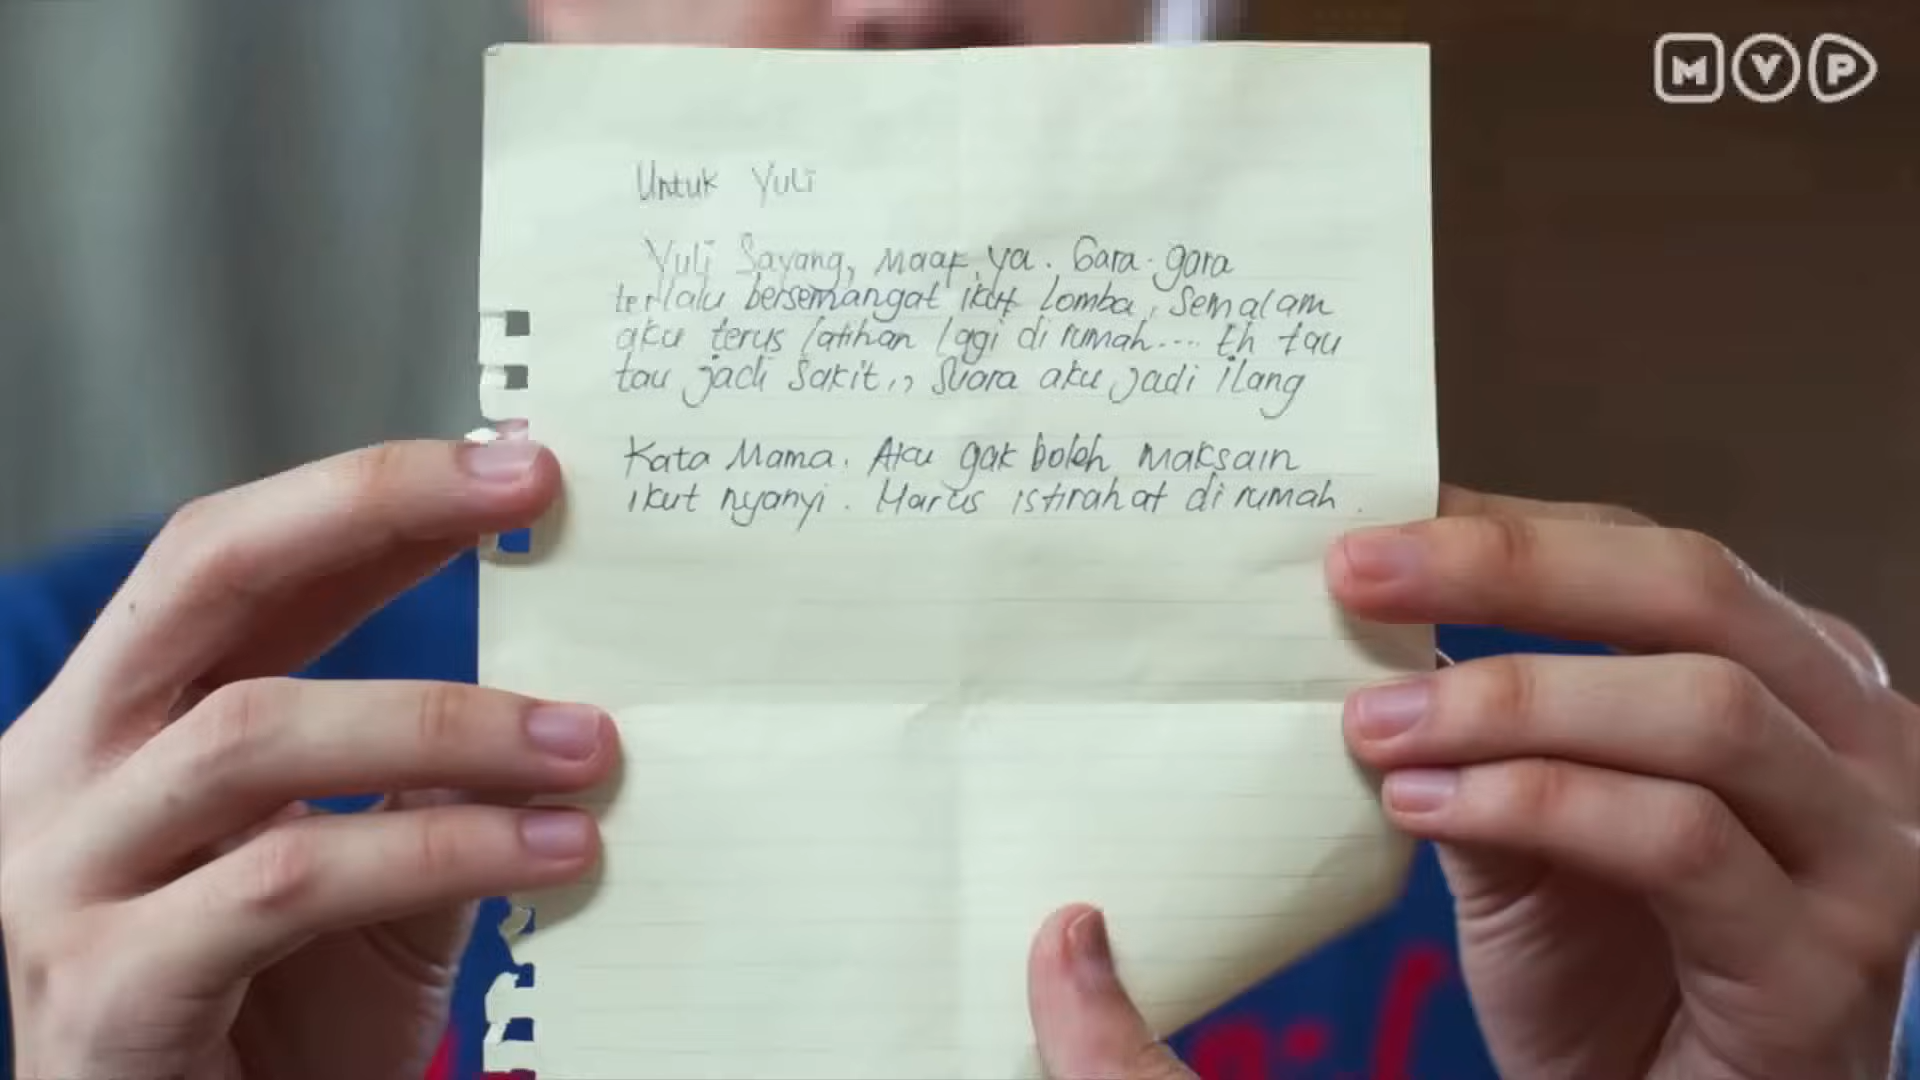 MVP
Untuk Yuli
Yuli Sayang, Maaf ya. Gara-gara
terlalu bersemangat ikut Lomba, Semalam
aku terus latihan lagi di rumah.... Eh tau
tau jadi Sakit.,, Suara aku jadi ilang
Kata Mama. Aku gak boleh maksain
ikut nyanyi. Harus istirahat di rumah.